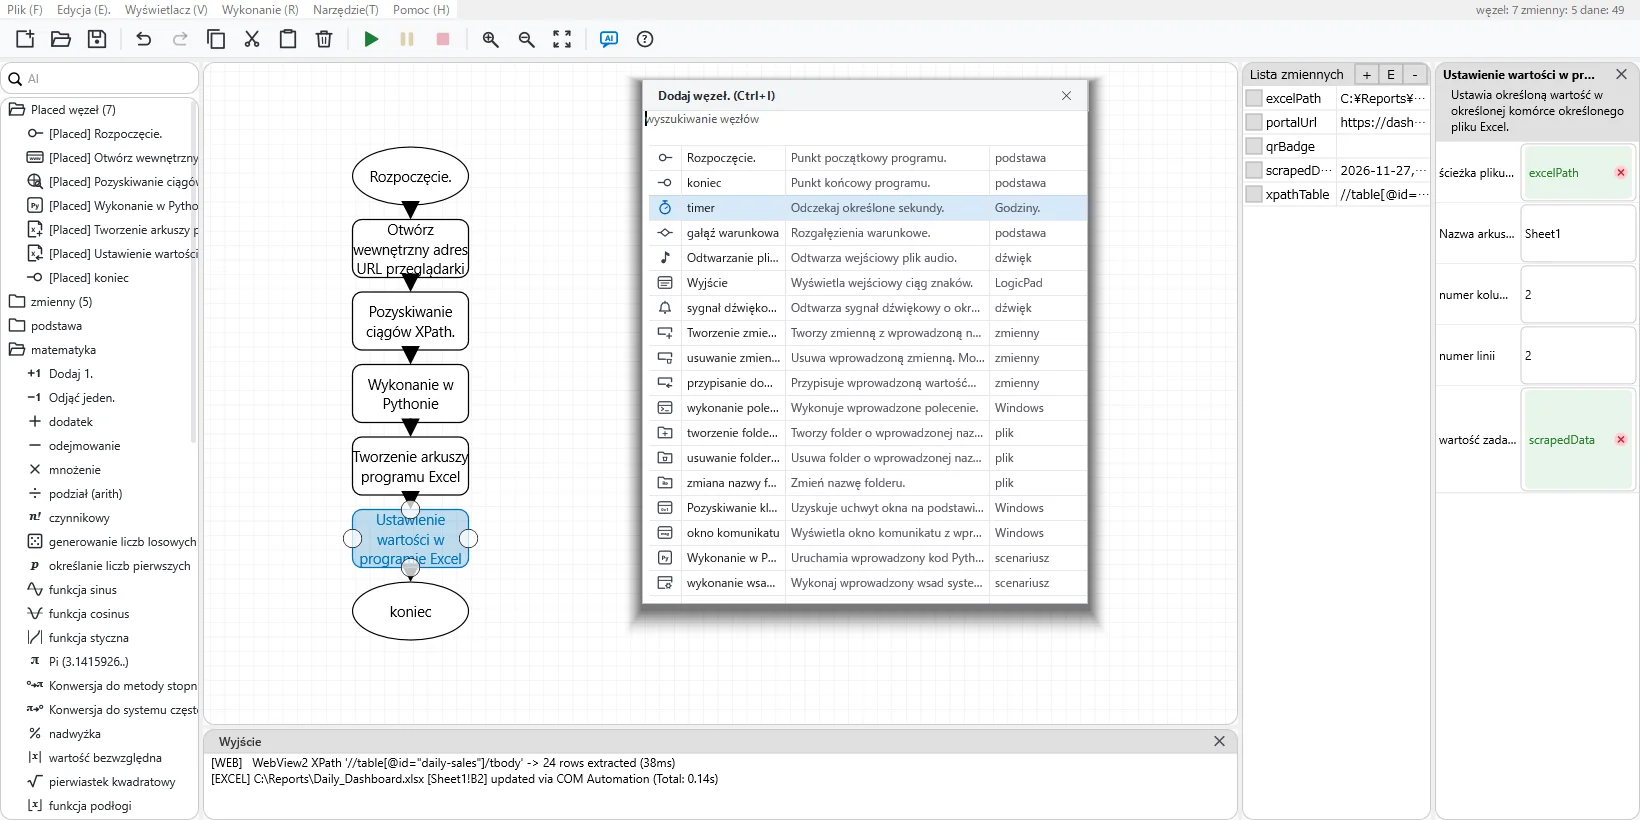 Plik (F) Edycja (E). Wyświetlacz (V) Wykonanie (R) Narzędzie(T) Pomoc (H)
węzeł: 7 zmienny: 5 dane: 49
AI
Placed węzeł (7)
[Placed] Rozpoczęcie.
[Placed] Otwórz wewnętrzny
[Placed] Pozyskiwanie ciągów
[Placed] Wykonanie w Pytho
[Placed] Tworzenie arkuszy p
[Placed] Ustawienie wartości
[Placed] koniec
zmienny (5)
podstawa
matematyka
+1 Dodaj 1.
−1 Odjąć jeden.
dodatek
odejmowanie
mnożenie
podział (arith)
n! czynnikowy
generowanie liczb losowych
p określanie liczb pierwszych
funkcja sinus
funkcja cosinus
funkcja styczna
π Pi (3.1415926..)
Konwersja do metody stopn
Konwersja do systemu często
% nadwyżka
|x| wartość bezwzględna
pierwiastek kwadratowy
funkcja podłogi
Rozpoczęcie.
Otwórz
wewnętrzny adres
URL przeglądarki
Pozyskiwanie
ciągów XPath.
Wykonanie w
Pythonie
Tworzenie arkuszy
programu Excel
Ustawienie
wartości w
programie Excel
koniec
Dodaj węzeł. (Ctrl+I)
wyszukiwanie węzłów
Rozpoczęcie. Punkt początkowy programu. podstawa
koniec Punkt końcowy programu. podstawa
timer Odczekaj określone sekundy. Godziny.
gałąź warunkowa Rozgałęzienia warunkowe. podstawa
Odtwarzanie pli... Odtwarza wejściowy plik audio. dźwięk
Wyjście Wyświetla wejściowy ciąg znaków. LogicPad
sygnał dźwięko... Odtwarza sygnał dźwiękowy o okr... dźwięk
Tworzenie zmie... Tworzy zmienną z wprowadzoną n... zmienny
usuwanie zmien... Usuwa wprowadzoną zmienną. Mo... zmienny
przypisanie do... Przypisuje wprowadzoną wartość... zmienny
wykonanie pole... Wykonuje wprowadzone polecenie. Windows
tworzenie folde... Tworzy folder o wprowadzonej naz... plik
usuwanie folder... Usuwa folder o wprowadzonej naz... plik
zmiana nazwy f... Zmień nazwę folderu. plik
Pozyskiwanie kl... Uzyskuje uchwyt okna na podstawi... Windows
okno komunikatu Wyświetla okno komunikatu z wpr... Windows
Wykonanie w P... Uruchamia wprowadzony kod Pyth... scenariusz
wykonanie wsa... Wykonaj wprowadzony wsad syste... scenariusz
Wyjście
[WEB] WebView2 XPath '//table[@id="daily-sales"]/tbody' -> 24 rows extracted (38ms)
[EXCEL] C:\Reports\Daily_Dashboard.xlsx [Sheet1!B2] updated via COM Automation (Total: 0.14s)
Lista zmiennych + E -
excelPath C:¥Reports¥···
portalUrl https://dash···
qrBadge
scrapedD··· 2026-11-27,···
xpathTable //table[@id=···
Ustawienie wartości w pr...
Ustawia określoną wartość w
określonej komórce określonego
pliku Excel.
ścieżka pliku... excelPath
Nazwa arkus... Sheet1
numer kolu... 2
numer linii 2
wartość zada... scrapedData